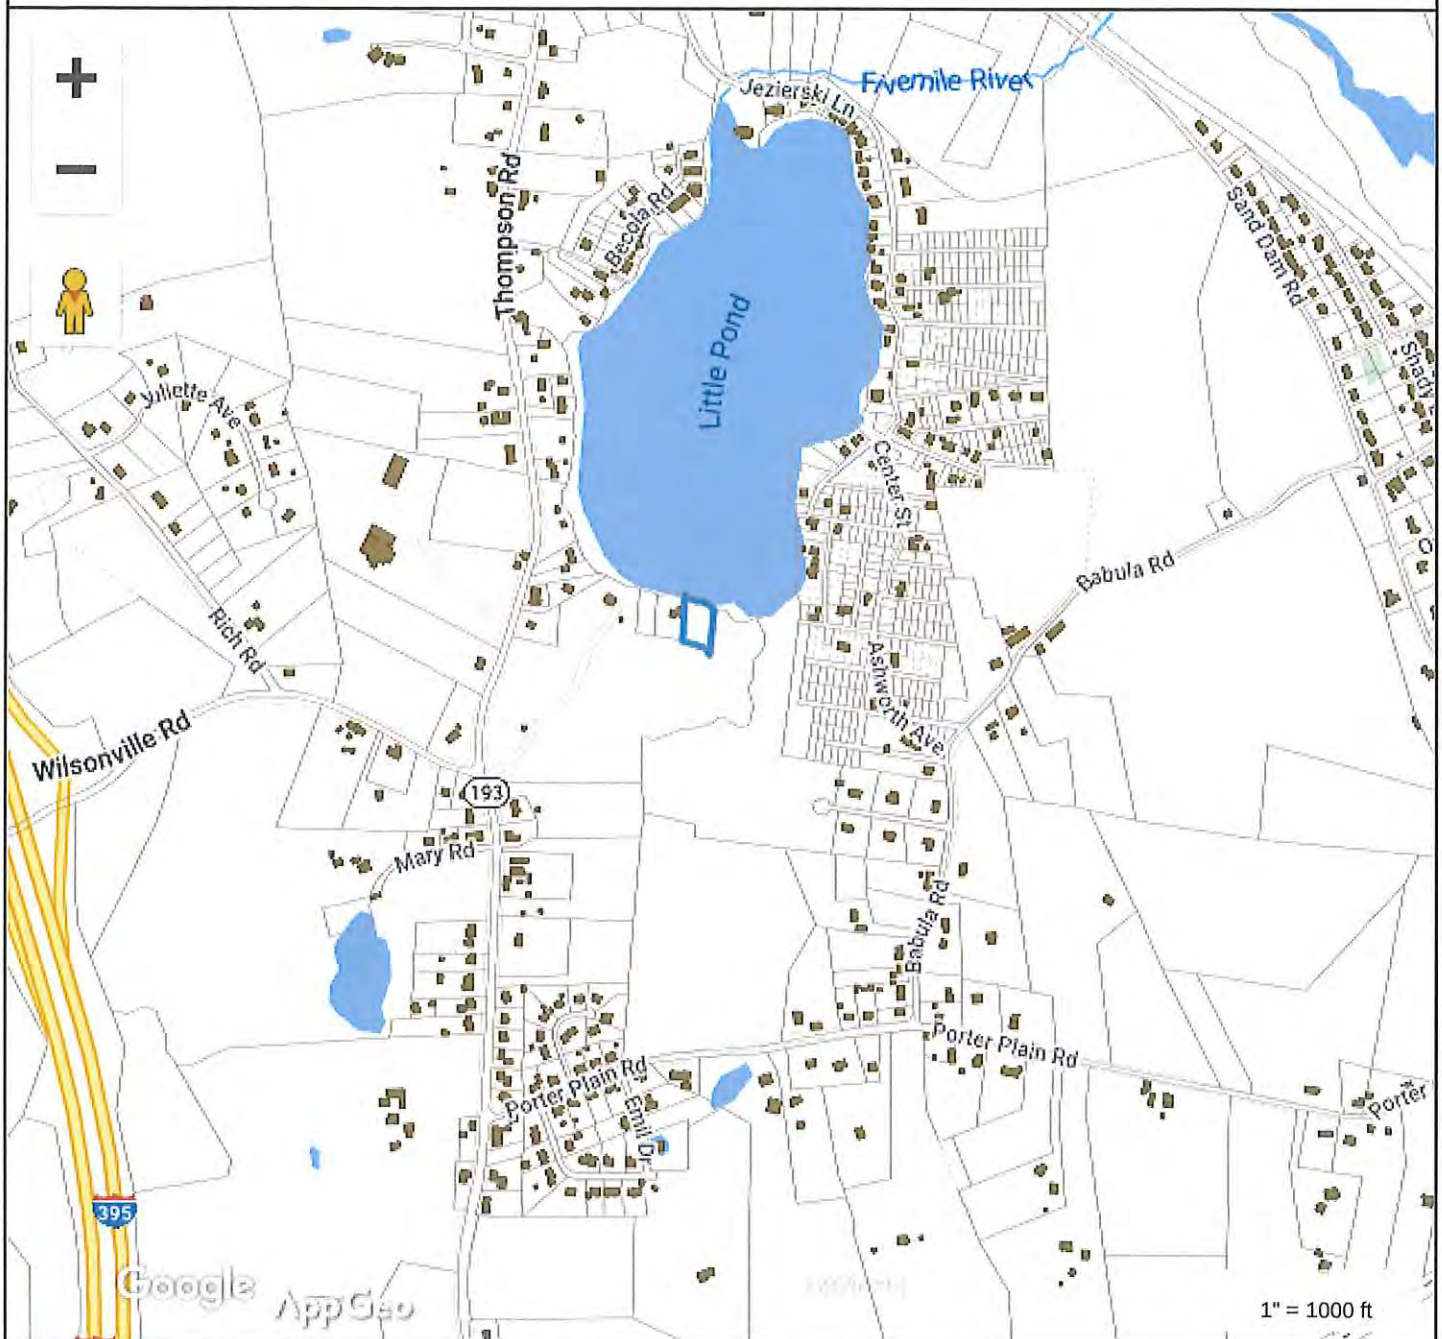 +
−
Fivemile River
Jezierski Ln
Thompson Rd
Becola Rd
Sand Dam Rd
Little Pond
Shady
Juliette Ave
Center St
Babula Rd
O
Rich Rd
Ashworth Ave
Wilsonville Rd
193
Mary Rd
Babula Rd
Porter Plain Rd
Porter Plain Rd
Porter
Emil Dr
395
Google
AppGeo
1" = 1000 ft